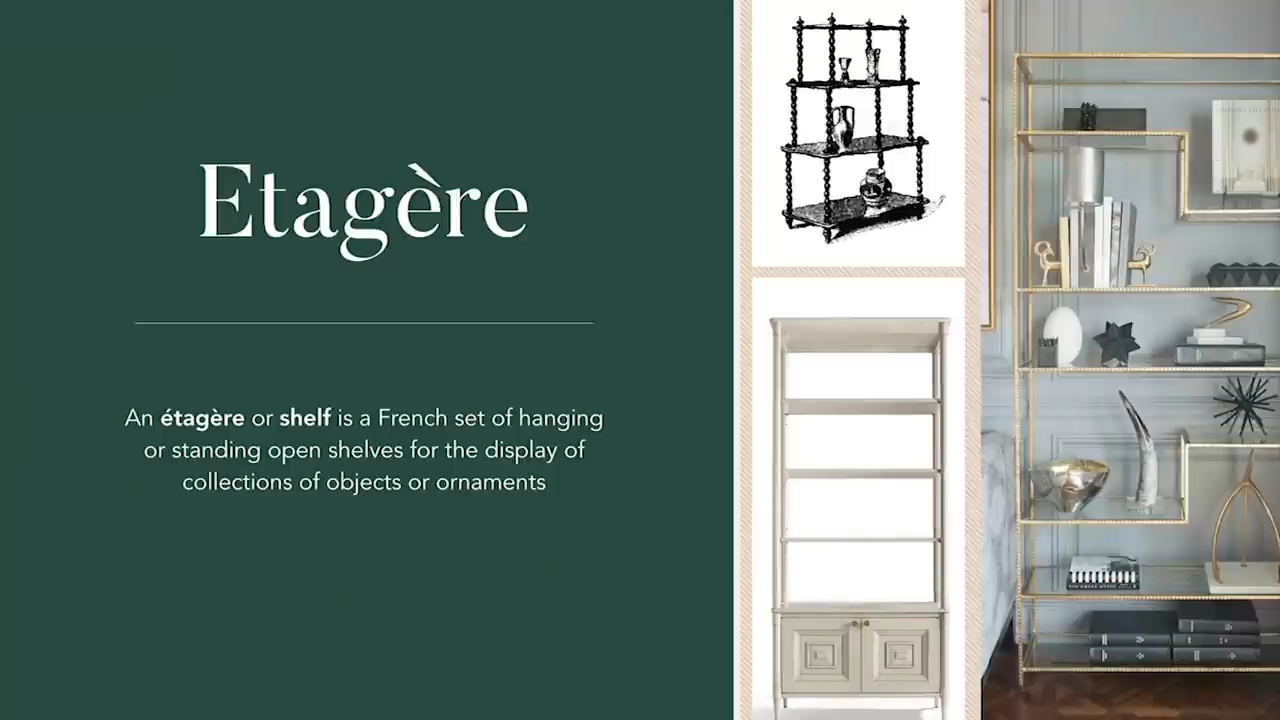 Etagère
An étagère or shelf is a French set of hanging
or standing open shelves for the display of
collections of objects or ornaments